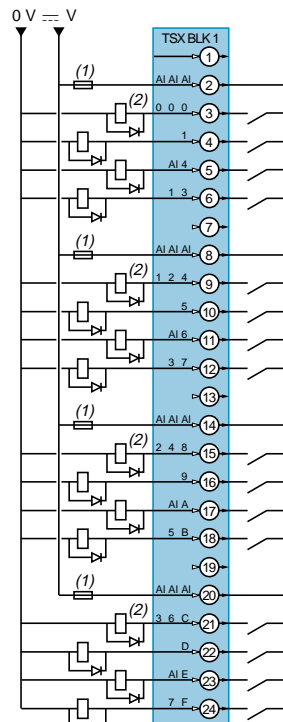 0 V ⎓ V
TSX BLK 1
1
(1) AI AI AI 2
(2) 0 0 0 3
1 4
AI 4 5
1 3 6
7
(1) AI AI AI 8
(2) 1 2 4 9
5 10
AI 6 11
3 7 12
13
(1) AI AI AI 14
(2) 2 4 8 15
9 16
AI A 17
5 B 18
19
(1) AI AI AI 20
(2) 3 6 C 21
D 22
AI E 23
7 F 24